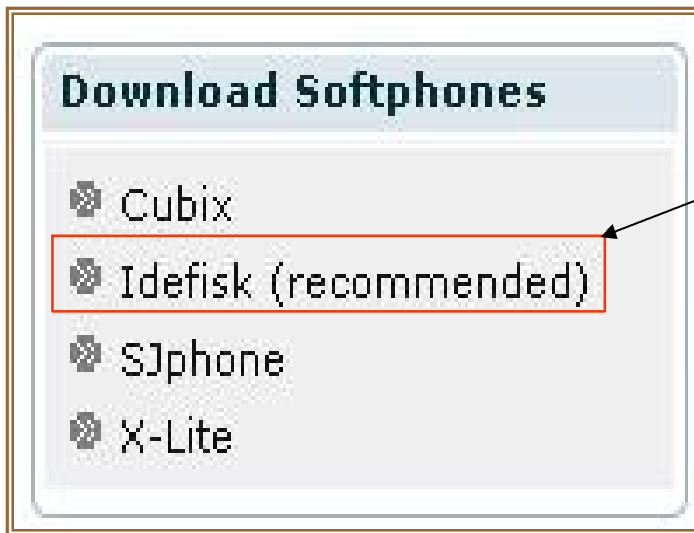 Download Softphones
Cubix
Idefisk (recommended)
SJphone
X-Lite